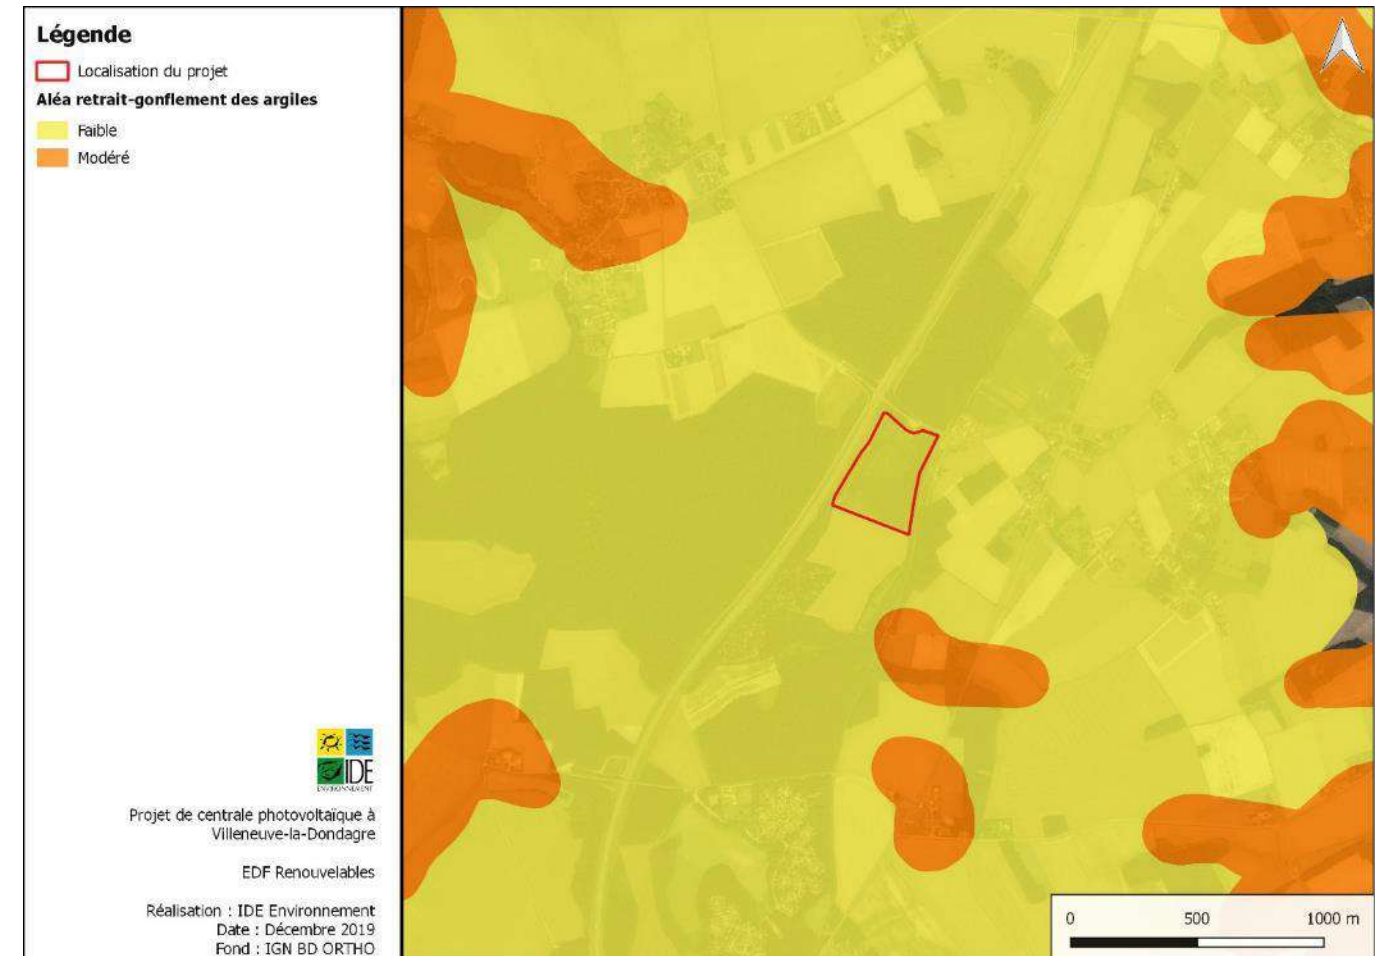 Légende
Localisation du projet
Aléa retrait-gonflement des argiles
Faible
Modéré
IDE
ENVIRONNEMENT
Projet de centrale photovoltaïque à
Villeneuve-la-Dondagre
EDF Renouvelables
Réalisation : IDE Environnement
Date : Décembre 2019
Fond : IGN BD ORTHO
0 500 1000 m